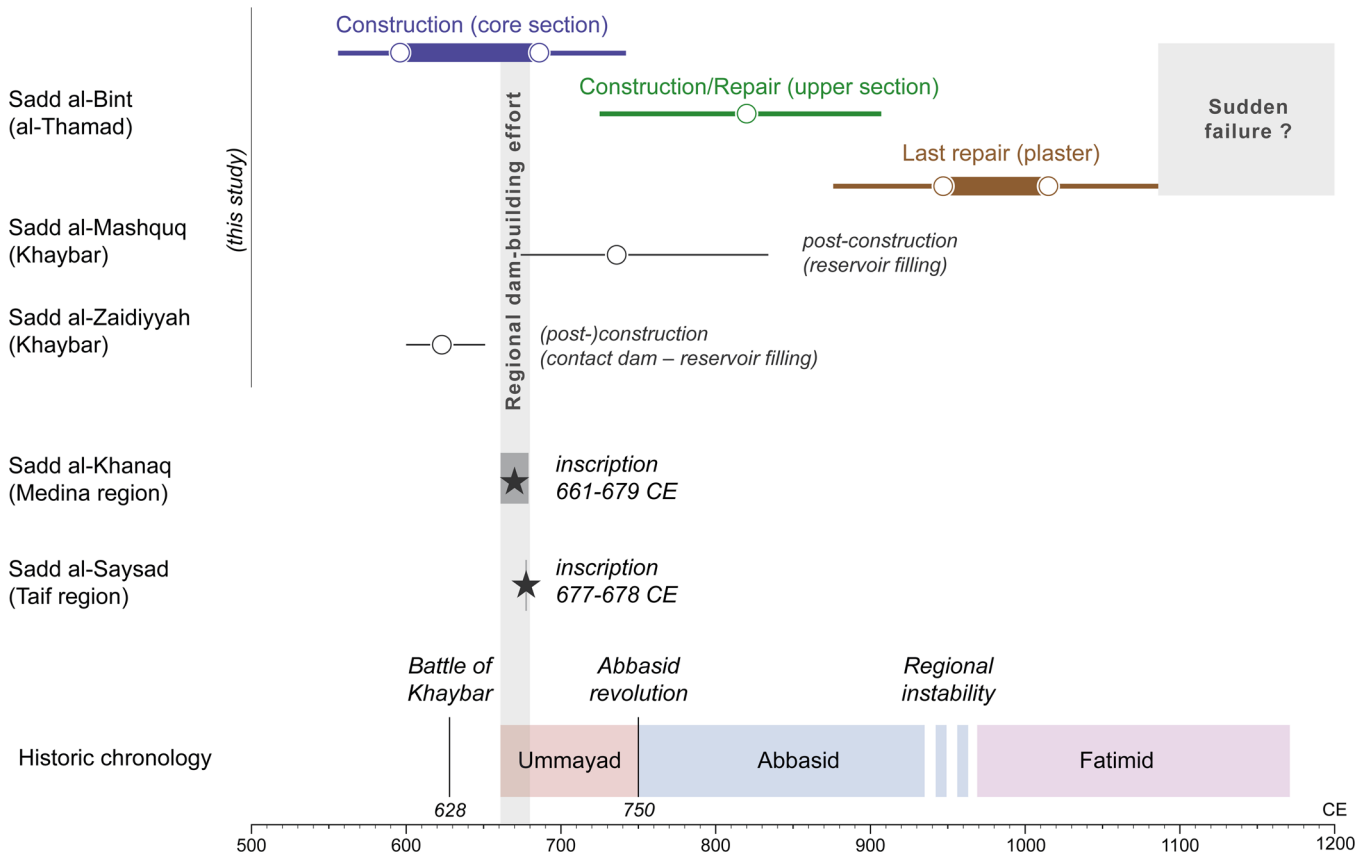 Construction (core section)
Sadd al-Bint
(al-Thamad)
Construction/Repair (upper section)
Sudden
failure ?
Last repair (plaster)
(this study)
Regional dam-building effort
Sadd al-Mashquq
(Khaybar)
post-construction
(reservoir filling)
Sadd al-Zaidiyyah
(Khaybar)
(post-)construction
(contact dam – reservoir filling)
Sadd al-Khanaq
(Medina region)
inscription
661-679 CE
Sadd al-Saysad
(Taif region)
inscription
677-678 CE
Battle of
Khaybar
Abbasid
revolution
Regional
instability
Historic chronology
Ummayad
Abbasid
Fatimid
628
750
CE
500 600 700 800 900 1000 1100 1200